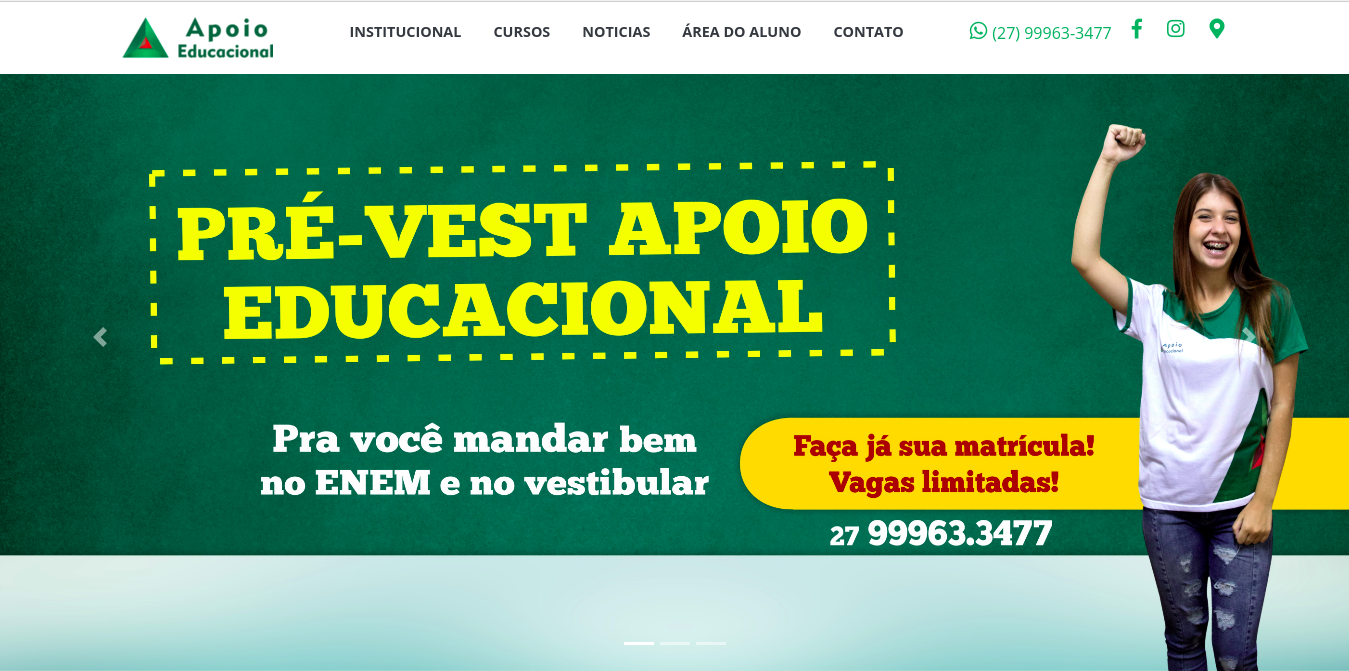 Apoio
Educacional
INSTITUCIONAL CURSOS NOTICIAS ÁREA DO ALUNO CONTATO (27) 99963-3477
PRÉ-VEST APOIO
EDUCACIONAL
Pra você mandar bem
no ENEM e no vestibular
Faça já sua matrícula!
Vagas limitadas!
27 99963.3477
Apoio
Educacional